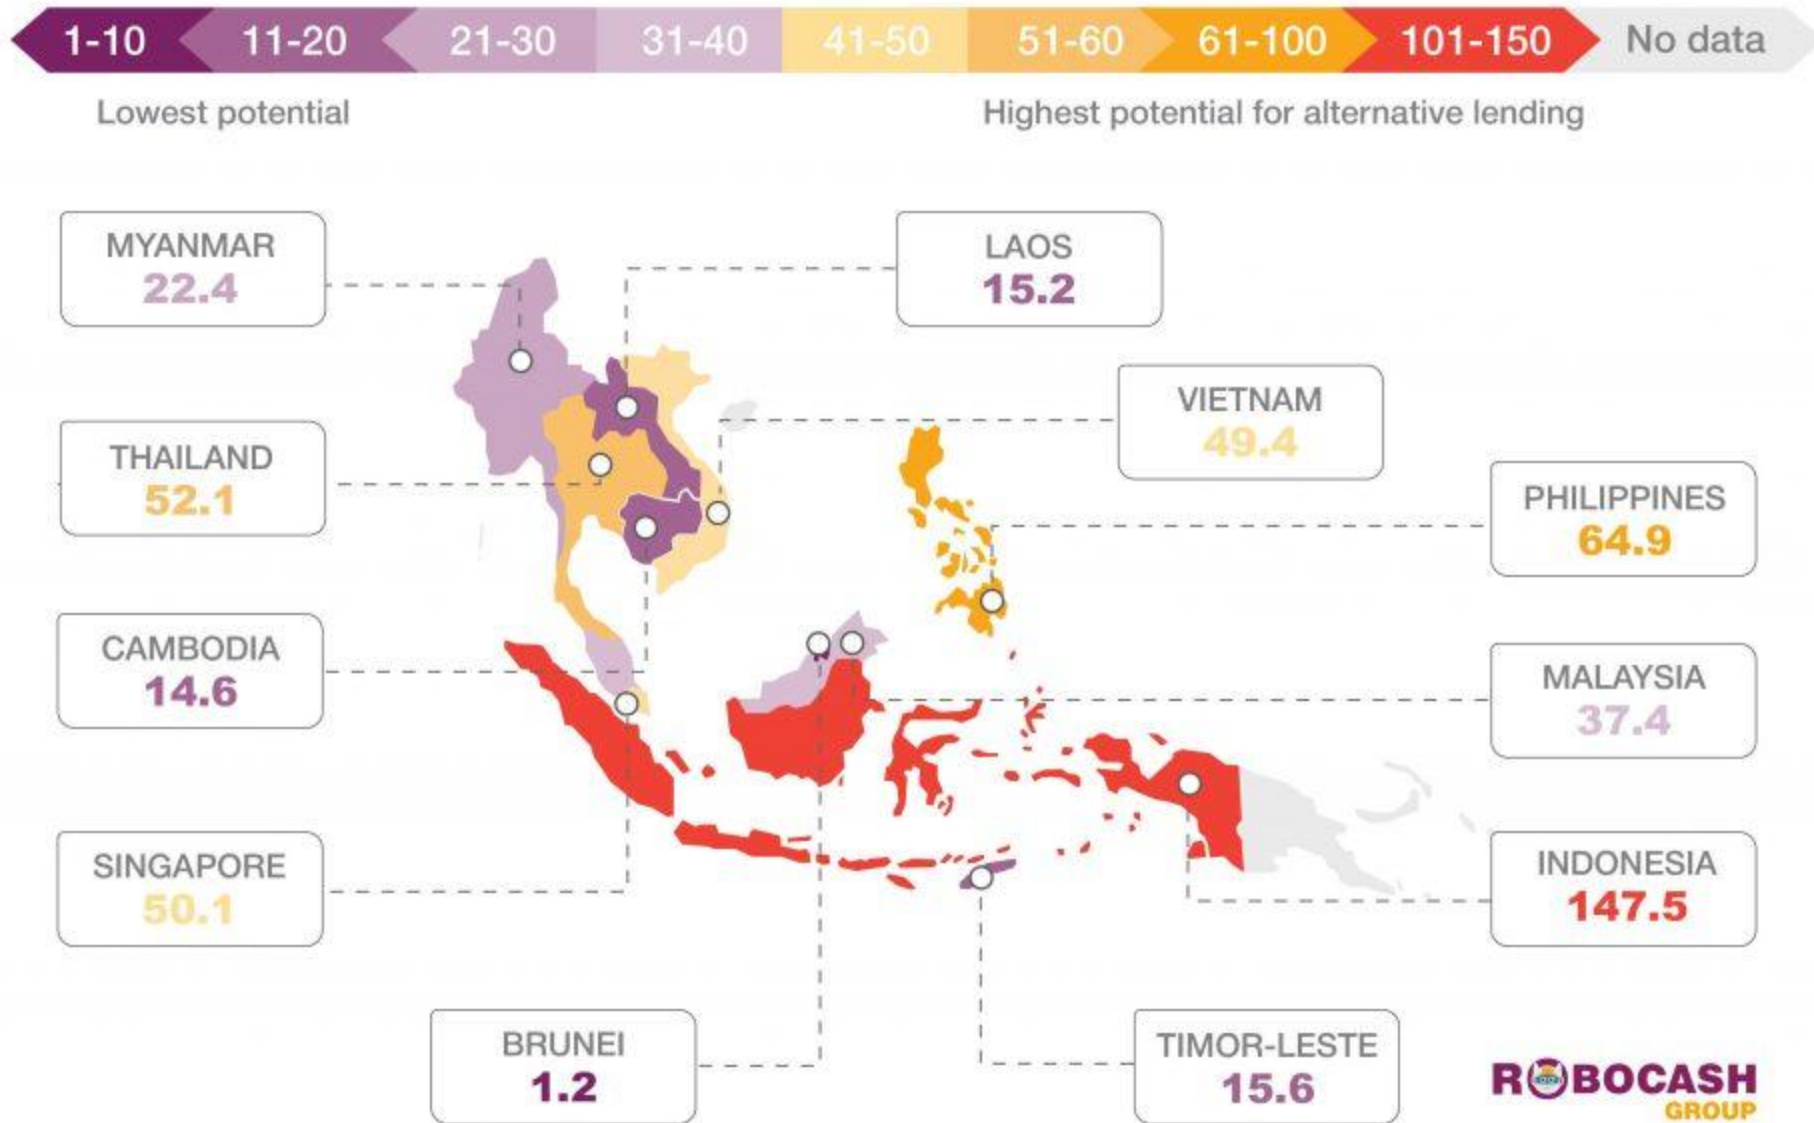 1-10 11-20 21-30 31-40 41-50 51-60 61-100 101-150 No data
Lowest potential
Highest potential for alternative lending
MYANMAR
22.4
LAOS
15.2
VIETNAM
49.4
THAILAND
52.1
PHILIPPINES
64.9
CAMBODIA
14.6
MALAYSIA
37.4
SINGAPORE
50.1
INDONESIA
147.5
BRUNEI
1.2
TIMOR-LESTE
15.6
ROBOCASH
GROUP